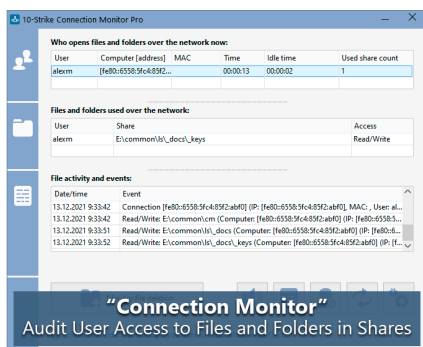 10-Strike Connection Monitor Pro
Who opens files and folders over the network now:
User Computer [address] MAC Time Idle time Used share count
alexm [fe80::6558:5fc4:85f2... 00:00:13 00:00:02 1
Files and folders used over the network:
User Share Access
alexm E:\common\ls\_docs\_keys Read/Write
File activity and events:
Date/time Event
13.12.2021 9:33:42 Connection [fe80::6558:5fc4:85f2:abf0] (IP: [fe80::6558:5fc4:85f2:abf0], MAC: , User: al...
13.12.2021 9:33:42 Read/Write: E:\common\cm (Computer: [fe80::6558:5fc4:85f2:abf0] (IP: [fe80::6558:5...
13.12.2021 9:33:51 Read/Write: E:\common\ls\_docs (Computer: [fe80::6558:5fc4:85f2:abf0] (IP: [fe80::6...
13.12.2021 9:33:52 Read/Write: E:\common\ls\_docs\_keys (Computer: [fe80::6558:5fc4:85f2:abf0] (IP: [f...
“Connection Monitor”
Audit User Access to Files and Folders in Shares